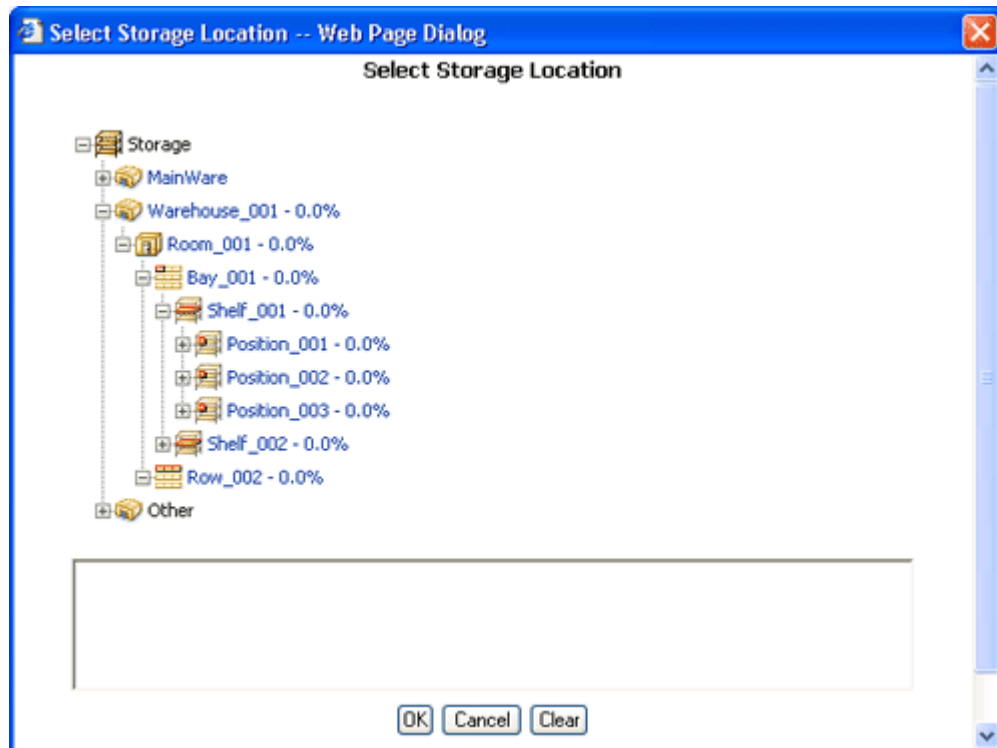 Select Storage Location -- Web Page Dialog
Select Storage Location
Storage
MainWare
Warehouse_001 - 0.0%
Room_001 - 0.0%
Bay_001 - 0.0%
Shelf_001 - 0.0%
Position_001 - 0.0%
Position_002 - 0.0%
Position_003 - 0.0%
Shelf_002 - 0.0%
Row_002 - 0.0%
Other
OK Cancel Clear